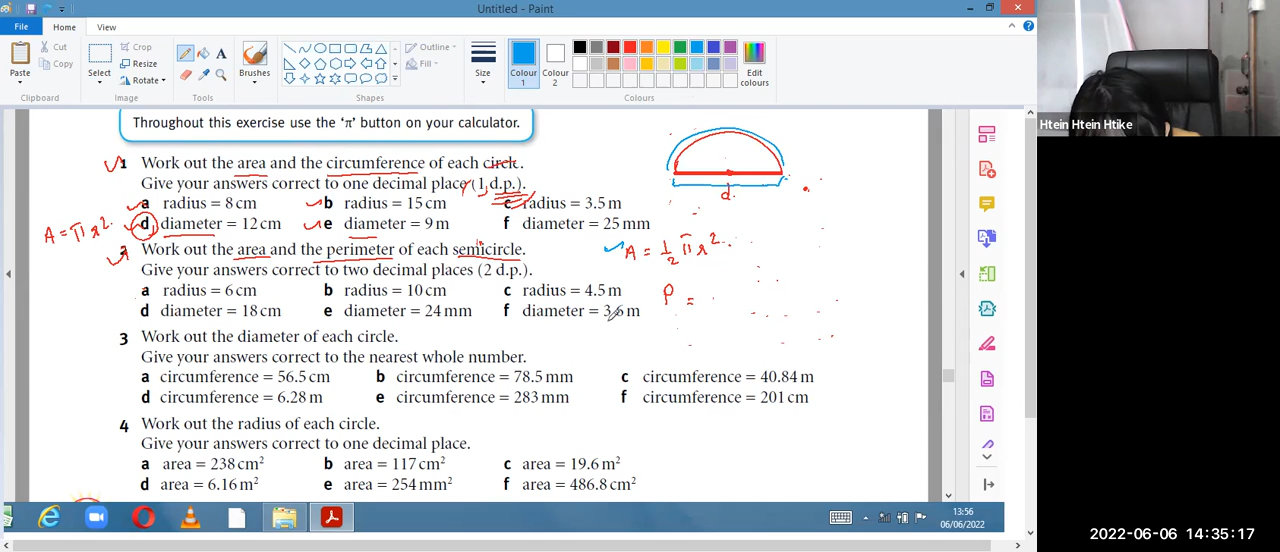 Untitled - Paint
File Home View
Paste
Cut
Copy
Clipboard
Select
Crop
Resize
Rotate
Image
Tools
Brushes
Shapes
Outline
Fill
Size
Colour 1
Colour 2
Edit colours
Colours
Throughout this exercise use the 'π' button on your calculator.
1 Work out the area and the circumference of each circle.
Give your answers correct to one decimal place (1 d.p.).
a radius = 8 cm b radius = 15 cm c radius = 3.5 m
d diameter = 12 cm e diameter = 9 m f diameter = 25 mm
A = πr².
2 Work out the area and the perimeter of each semicircle.
Give your answers correct to two decimal places (2 d.p.).
a radius = 6 cm b radius = 10 cm c radius = 4.5 m
d diameter = 18 cm e diameter = 24 mm f diameter = 3.6 m
d.
A = ½ πr².
P =
3 Work out the diameter of each circle.
Give your answers correct to the nearest whole number.
a circumference = 56.5 cm b circumference = 78.5 mm c circumference = 40.84 m
d circumference = 6.28 m e circumference = 283 mm f circumference = 201 cm
4 Work out the radius of each circle.
Give your answers correct to one decimal place.
a area = 238 cm² b area = 117 cm² c area = 19.6 m²
d area = 6.16 m² e area = 254 mm² f area = 486.8 cm²
13:56
06/06/2022
Htein Htein Htike
2022-06-06 14:35:17